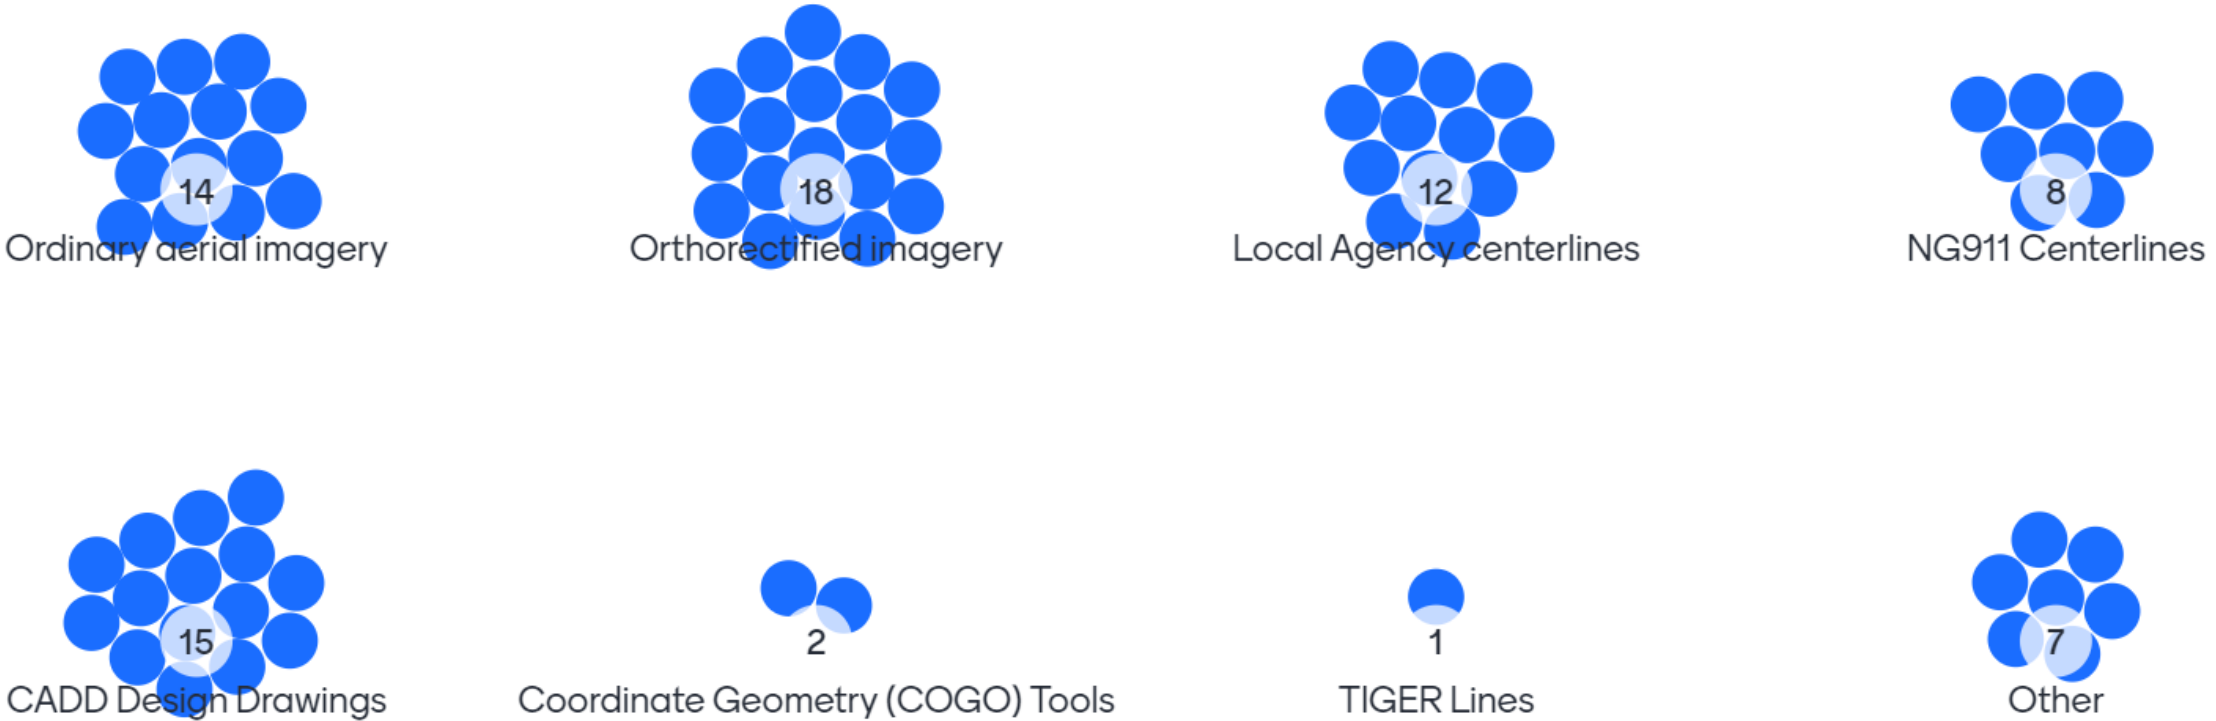 14
18
12
8
Ordinary aerial imagery
Orthorectified imagery
Local Agency centerlines
NG911 Centerlines
15
2
1
7
CADD Design Drawings
Coordinate Geometry (COGO) Tools
TIGER Lines
Other